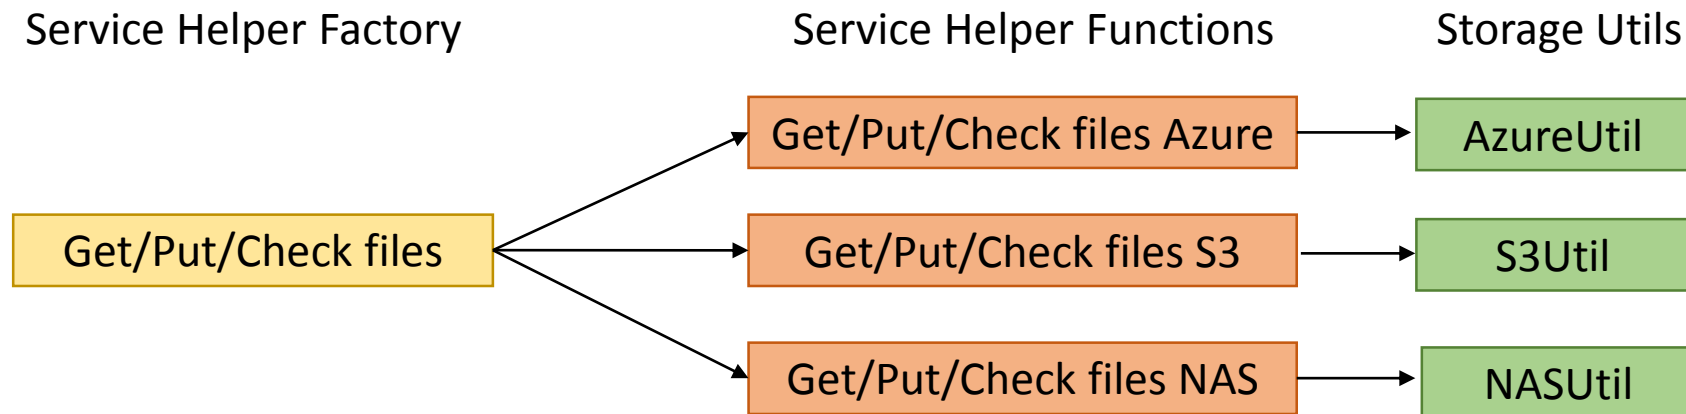 Service Helper Factory
Service Helper Functions
Storage Utils
Get/Put/Check files Azure
AzureUtil
Get/Put/Check files
Get/Put/Check files S3
S3Util
Get/Put/Check files NAS
NASUtil